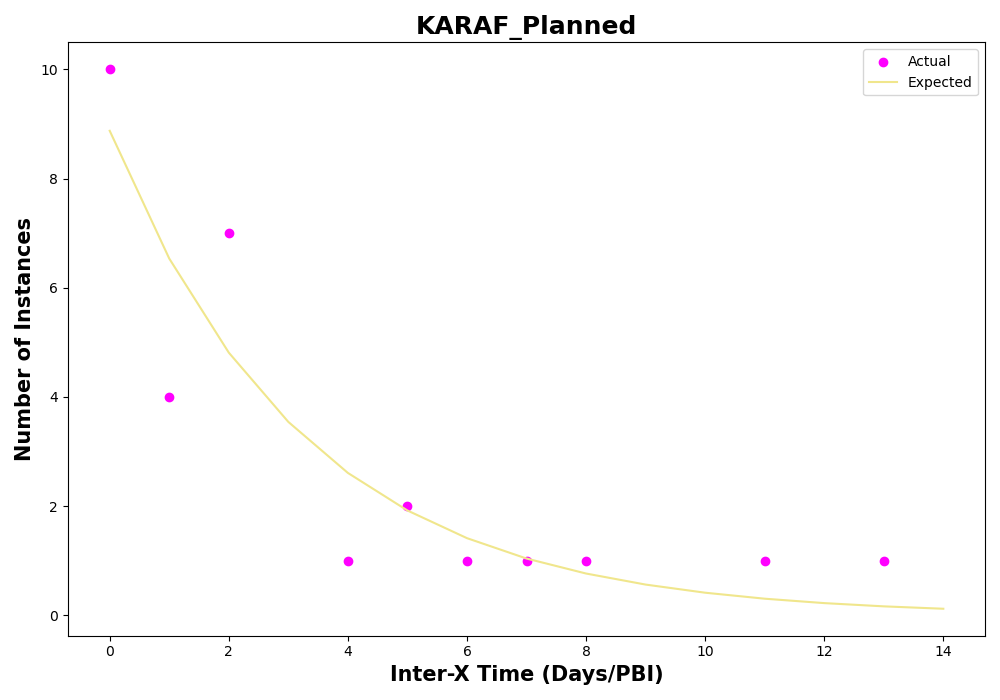 KARAF_Planned
Actual
Expected
Number of Instances
10
8
6
4
2
0
0 2 4 6 8 10 12 14
Inter-X Time (Days/PBI)